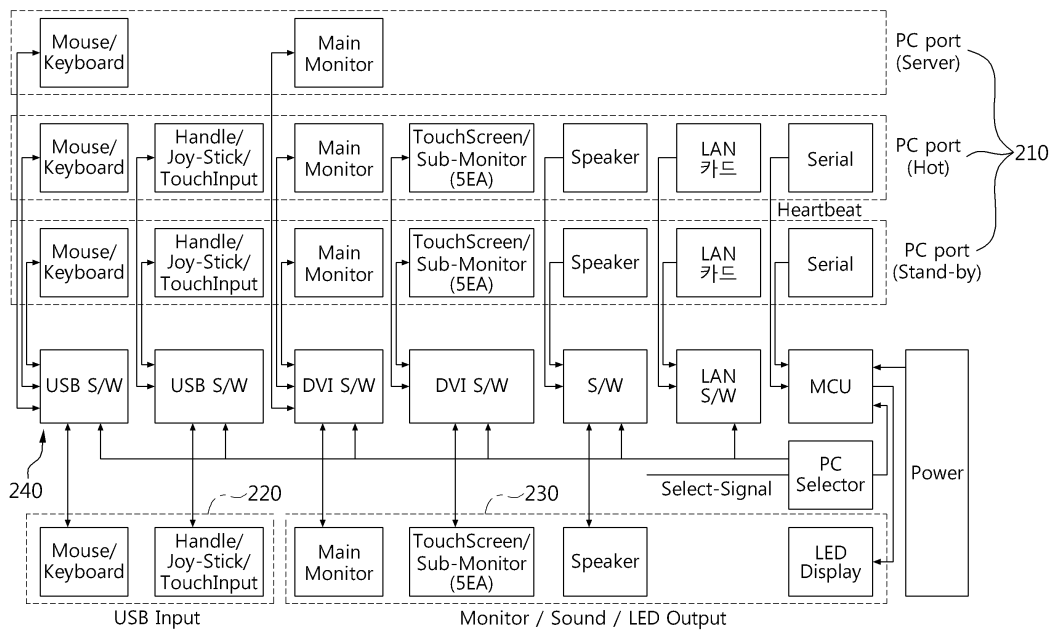 Mouse/
Keyboard
Main
Monitor
PC port
(Server)
Mouse/
Keyboard
Handle/
Joy-Stick/
TouchInput
Main
Monitor
TouchScreen/
Sub-Monitor
(5EA)
Speaker
LAN
카드
Serial
PC port
(Hot)
210
Heartbeat
Mouse/
Keyboard
Handle/
Joy-Stick/
TouchInput
Main
Monitor
TouchScreen/
Sub-Monitor
(5EA)
Speaker
LAN
카드
Serial
PC port
(Stand-by)
USB S/W
USB S/W
DVI S/W
DVI S/W
S/W
LAN
S/W
MCU
Power
PC
Selector
Select-Signal
240
220
230
Mouse/
Keyboard
Handle/
Joy-Stick/
TouchInput
Main
Monitor
TouchScreen/
Sub-Monitor
(5EA)
Speaker
LED
Display
USB Input
Monitor / Sound / LED Output